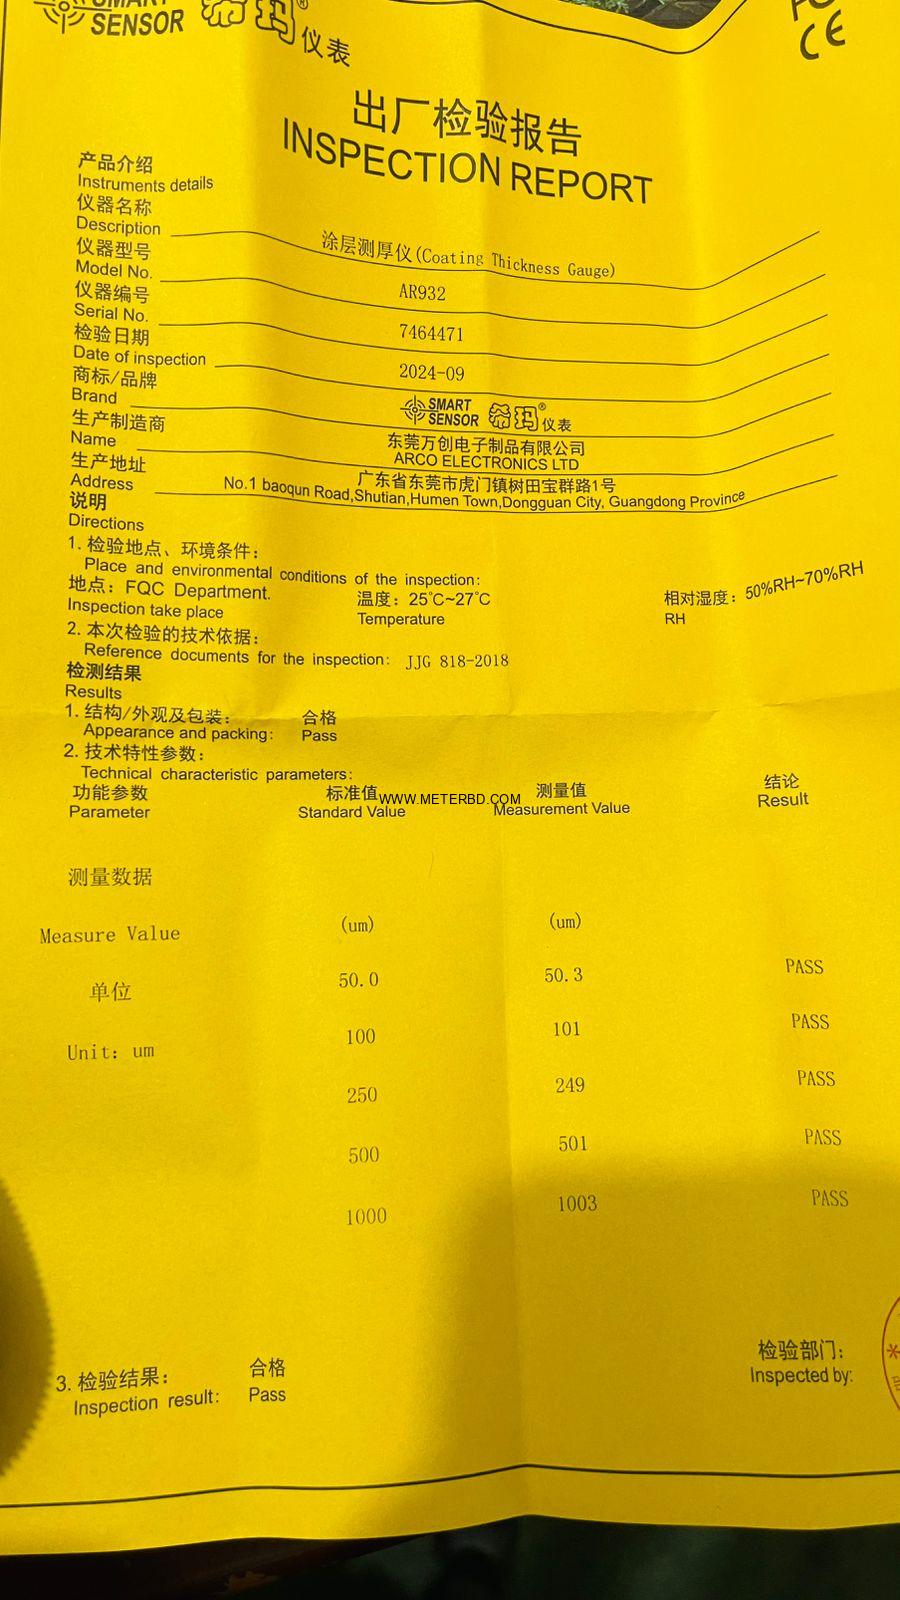 SMART
SENSOR 希玛® 仪表
CE
出厂检验报告
INSPECTION REPORT
产品介绍
Instruments details
仪器名称
Description 涂层测厚仪(Coating Thickness Gauge)
仪器型号
Model No. AR932
仪器编号
Serial No. 7464471
检验日期
Date of inspection 2024-09
商标/品牌
Brand SMART SENSOR 希玛® 仪表
生产制造商 东莞万创电子制品有限公司
Name ARCO ELECTRONICS LTD
生产地址 广东省东莞市虎门镇树田宝群路1号
Address No.1 baoqun Road,Shutian,Humen Town,Dongguan City, Guangdong Province
说明
Directions
1. 检验地点、环境条件：
Place and environmental conditions of the inspection:
地点：FQC Department. 温度：25℃~27℃ 相对湿度：50%RH~70%RH
Inspection take place Temperature RH
2. 本次检验的技术依据：
Reference documents for the inspection: JJG 818-2018
检测结果
Results
1. 结构/外观及包装： 合格
Appearance and packing: Pass
2. 技术特性参数：
Technical characteristic parameters:
功能参数 标准值 测量值 结论
WWW.METERBD.COM
Parameter Standard Value Measurement Value Result
测量数据
Measure Value (um) (um)
50.0 50.3 PASS
单位
100 101 PASS
Unit: um
250 249 PASS
500 501 PASS
1000 1003 PASS
3. 检验结果： 合格 检验部门：
Inspection result: Pass Inspected by: